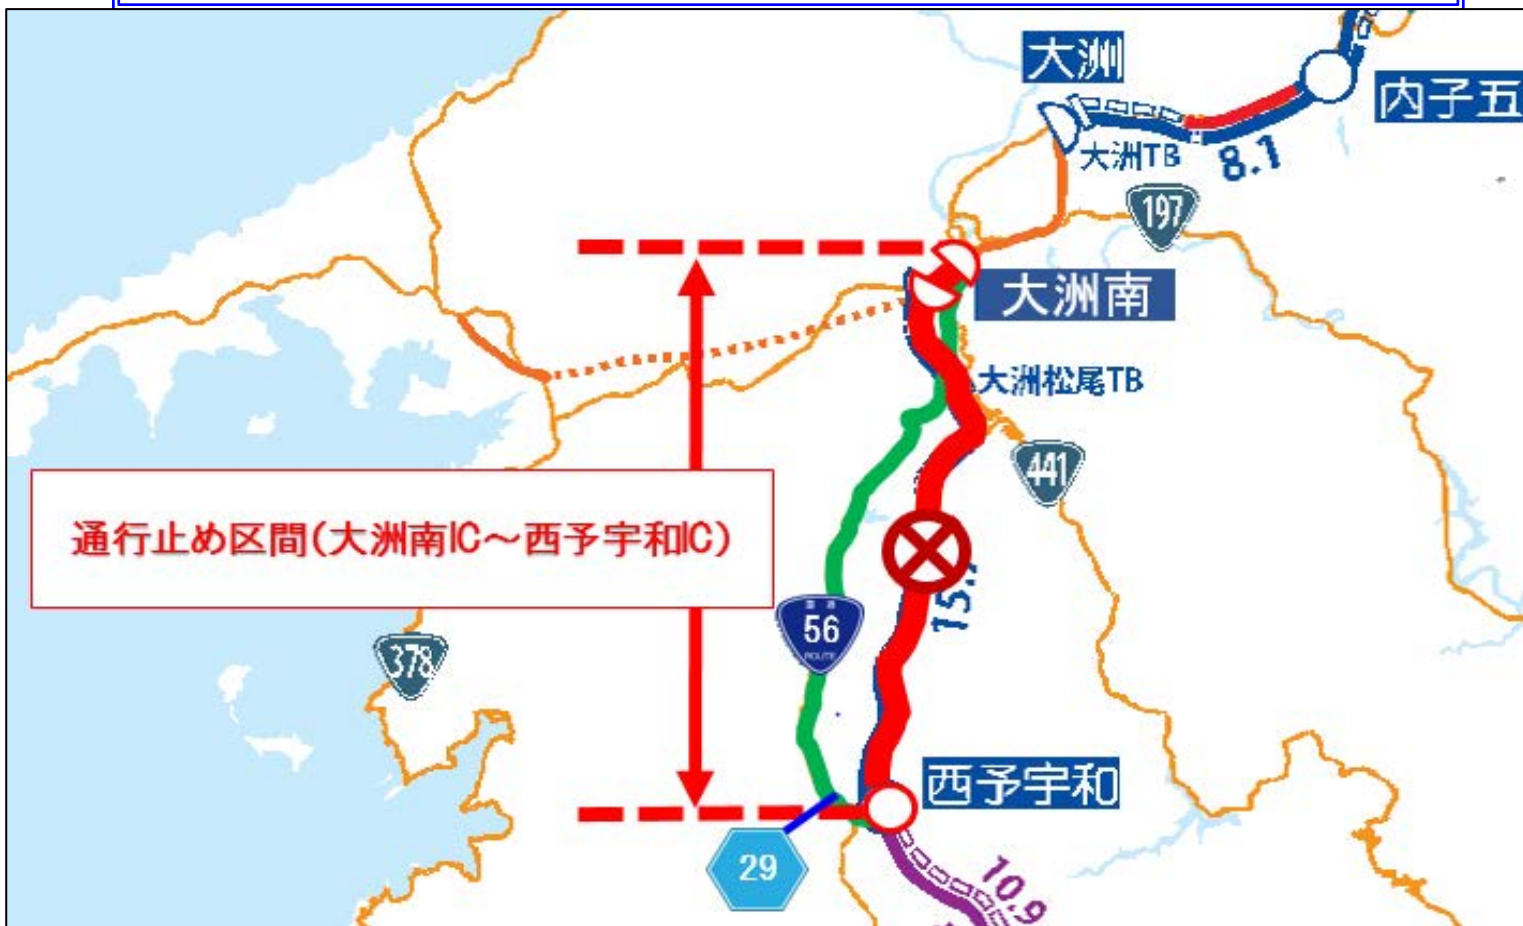 大洲
内子五
大洲TB
8.1
197
大洲南
大洲松尾TB
441
通行止め区間(大洲南IC～西予宇和IC)
56
ROUTE
378
西予宇和
29
10.9